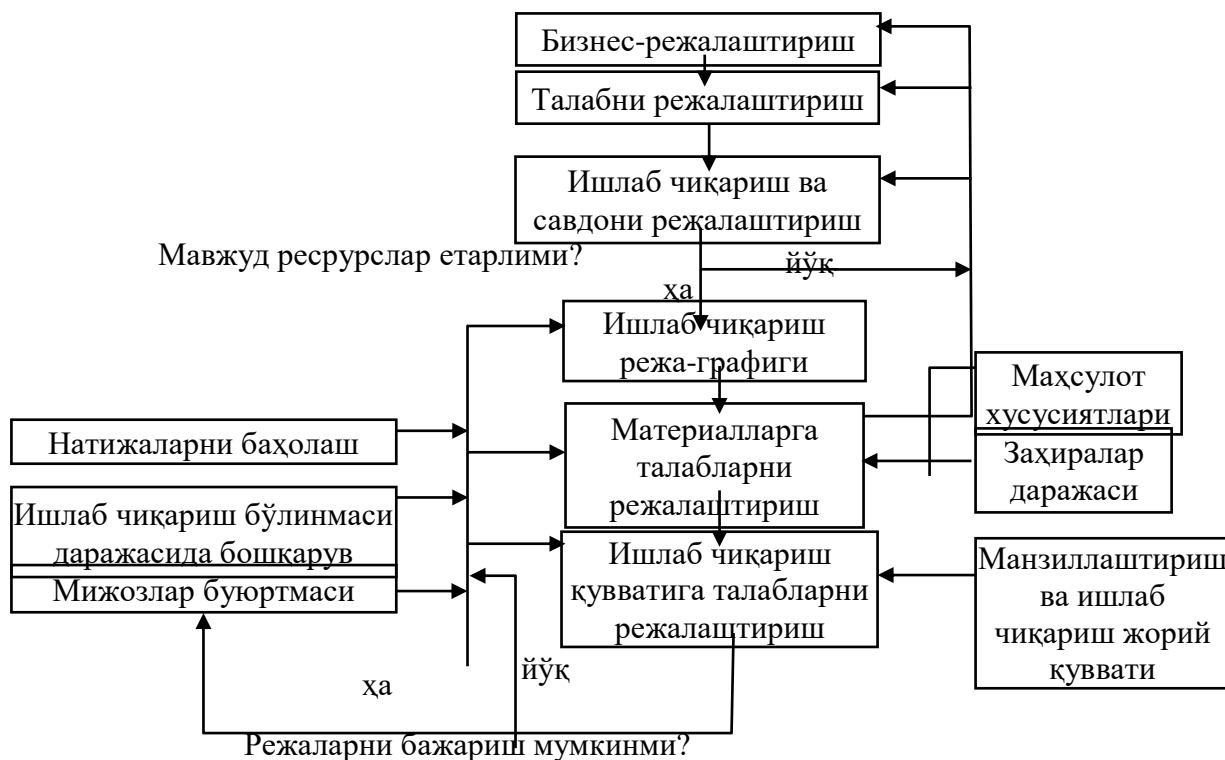 Бизнес-режалаштириш
Талабни режалаштириш
Ишлаб чиқариш ва
савдони режалаштириш
Мавжуд ресрурслар етарлими?
йўқ
ҳа
Ишлаб чиқариш
режа-графиги
Маҳсулот
хусусиятлари
Натижаларни баҳолаш
Материалларга
талабларни
режалаштириш
Заҳиралар
даражаси
Ишлаб чиқариш бўлинмаси
даражасида бошқарув
Мижозлар буюртмаси
Ишлаб чиқариш
қувватига талабларни
режалаштириш
Манзиллаштириш
ва ишлаб
чиқариш жорий
қуввати
ҳа
йўқ
Режаларни бажариш мумкинми?